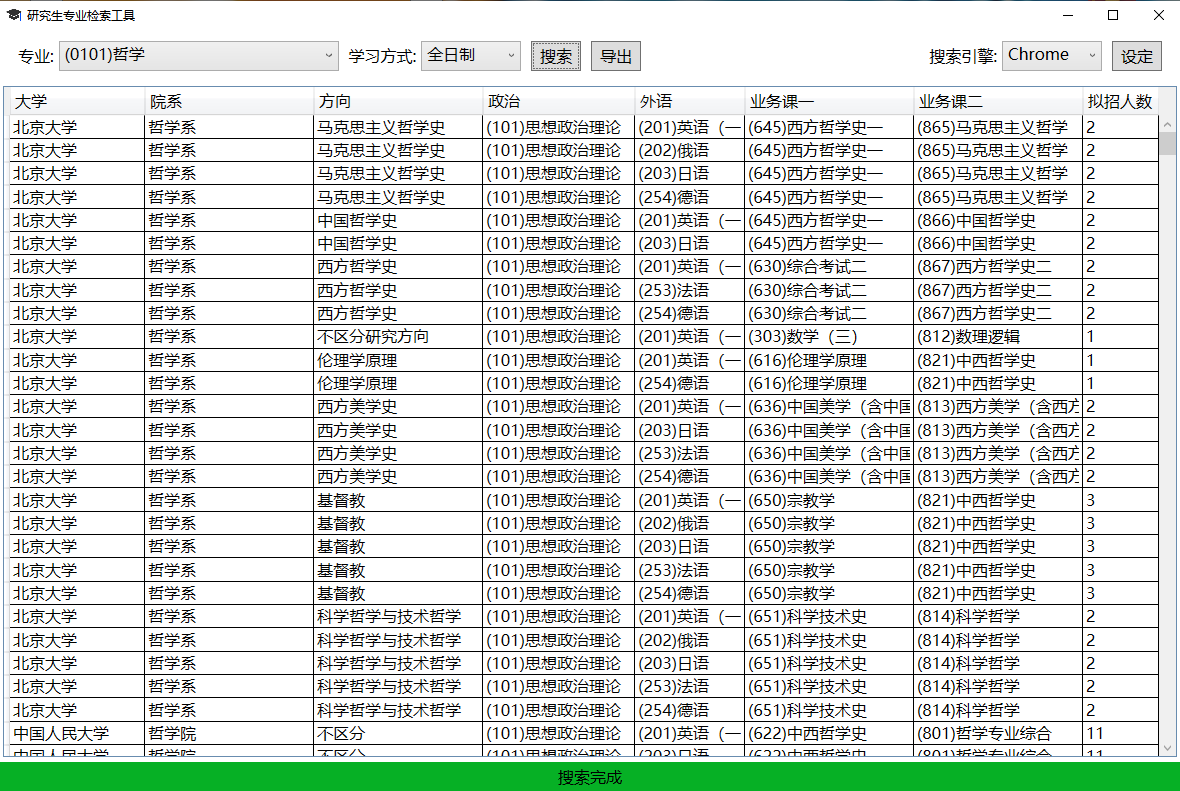 研究生专业检索工具
专业: (0101)哲学 学习方式: 全日制 搜索 导出 搜索引擎: Chrome 设定
大学 院系 方向 政治 外语 业务课一 业务课二 拟招人数
北京大学 哲学系 马克思主义哲学史 (101)思想政治理论 (201)英语（一 (645)西方哲学史一 (865)马克思主义哲学 2
北京大学 哲学系 马克思主义哲学史 (101)思想政治理论 (202)俄语 (645)西方哲学史一 (865)马克思主义哲学 2
北京大学 哲学系 马克思主义哲学史 (101)思想政治理论 (203)日语 (645)西方哲学史一 (865)马克思主义哲学 2
北京大学 哲学系 马克思主义哲学史 (101)思想政治理论 (254)德语 (645)西方哲学史一 (865)马克思主义哲学 2
北京大学 哲学系 中国哲学史 (101)思想政治理论 (201)英语（一 (645)西方哲学史一 (866)中国哲学史 2
北京大学 哲学系 中国哲学史 (101)思想政治理论 (203)日语 (645)西方哲学史一 (866)中国哲学史 2
北京大学 哲学系 西方哲学史 (101)思想政治理论 (201)英语（一 (630)综合考试二 (867)西方哲学史二 2
北京大学 哲学系 西方哲学史 (101)思想政治理论 (253)法语 (630)综合考试二 (867)西方哲学史二 2
北京大学 哲学系 西方哲学史 (101)思想政治理论 (254)德语 (630)综合考试二 (867)西方哲学史二 2
北京大学 哲学系 不区分研究方向 (101)思想政治理论 (201)英语（一 (303)数学（三） (812)数理逻辑 1
北京大学 哲学系 伦理学原理 (101)思想政治理论 (201)英语（一 (616)伦理学原理 (821)中西哲学史 1
北京大学 哲学系 伦理学原理 (101)思想政治理论 (254)德语 (616)伦理学原理 (821)中西哲学史 1
北京大学 哲学系 西方美学史 (101)思想政治理论 (201)英语（一 (636)中国美学（含中国 (813)西方美学（含西方 2
北京大学 哲学系 西方美学史 (101)思想政治理论 (203)日语 (636)中国美学（含中国 (813)西方美学（含西方 2
北京大学 哲学系 西方美学史 (101)思想政治理论 (253)法语 (636)中国美学（含中国 (813)西方美学（含西方 2
北京大学 哲学系 西方美学史 (101)思想政治理论 (254)德语 (636)中国美学（含中国 (813)西方美学（含西方 2
北京大学 哲学系 基督教 (101)思想政治理论 (201)英语（一 (650)宗教学 (821)中西哲学史 3
北京大学 哲学系 基督教 (101)思想政治理论 (202)俄语 (650)宗教学 (821)中西哲学史 3
北京大学 哲学系 基督教 (101)思想政治理论 (203)日语 (650)宗教学 (821)中西哲学史 3
北京大学 哲学系 基督教 (101)思想政治理论 (253)法语 (650)宗教学 (821)中西哲学史 3
北京大学 哲学系 基督教 (101)思想政治理论 (254)德语 (650)宗教学 (821)中西哲学史 3
北京大学 哲学系 科学哲学与技术哲学 (101)思想政治理论 (201)英语（一 (651)科学技术史 (814)科学哲学 2
北京大学 哲学系 科学哲学与技术哲学 (101)思想政治理论 (202)俄语 (651)科学技术史 (814)科学哲学 2
北京大学 哲学系 科学哲学与技术哲学 (101)思想政治理论 (203)日语 (651)科学技术史 (814)科学哲学 2
北京大学 哲学系 科学哲学与技术哲学 (101)思想政治理论 (253)法语 (651)科学技术史 (814)科学哲学 2
北京大学 哲学系 科学哲学与技术哲学 (101)思想政治理论 (254)德语 (651)科学技术史 (814)科学哲学 2
中国人民大学 哲学院 不区分 (101)思想政治理论 (201)英语（一 (622)中西哲学史 (801)哲学专业综合 11
中国人民大学 哲学院 不区分 (101)思想政治理论 (203)日语 (622)中西哲学史 (801)哲学专业综合 11
搜索完成